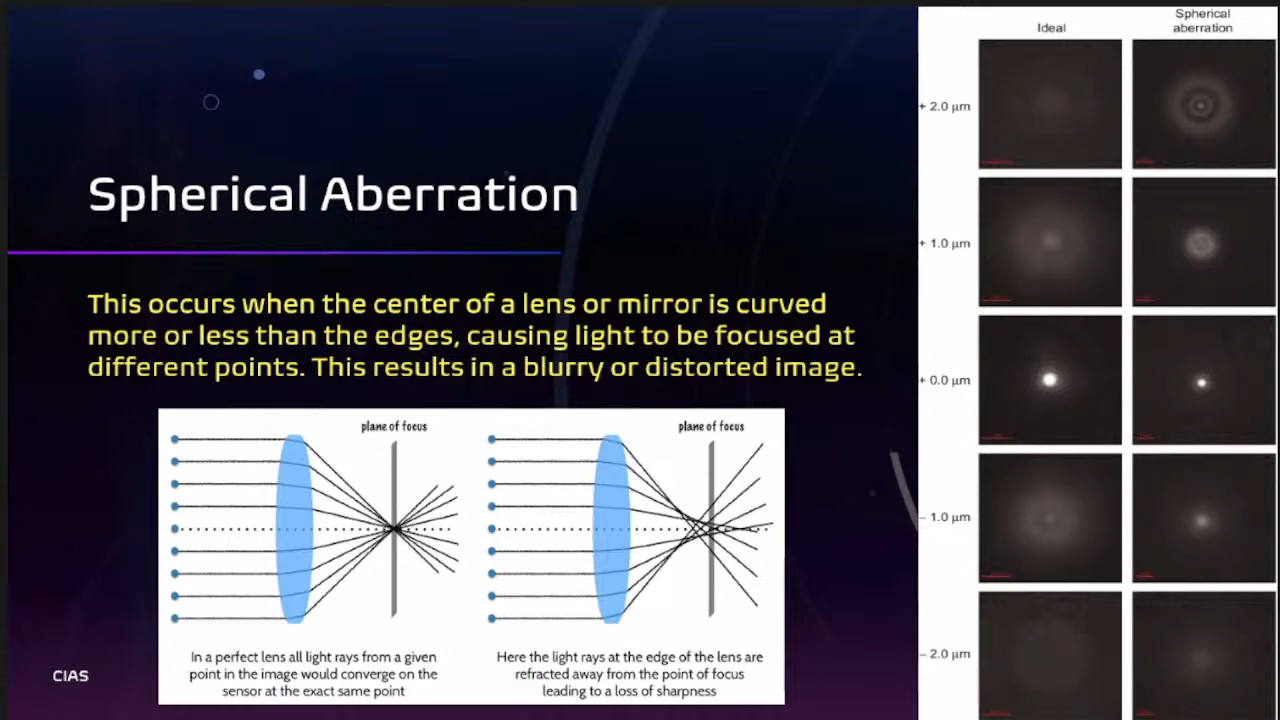 Spherical Aberration
This occurs when the center of a lens or mirror is curved
more or less than the edges, causing light to be focused at
different points. This results in a blurry or distorted image.
plane of focus
In a perfect lens all light rays from a given
point in the image would converge on the
sensor at the exact same point
plane of focus
Here the light rays at the edge of the lens are
refracted away from the point of focus
leading to a loss of sharpness
CIAS
Ideal
Spherical
aberration
+ 2.0 μm
+ 1.0 μm
+ 0.0 μm
– 1.0 μm
– 2.0 μm